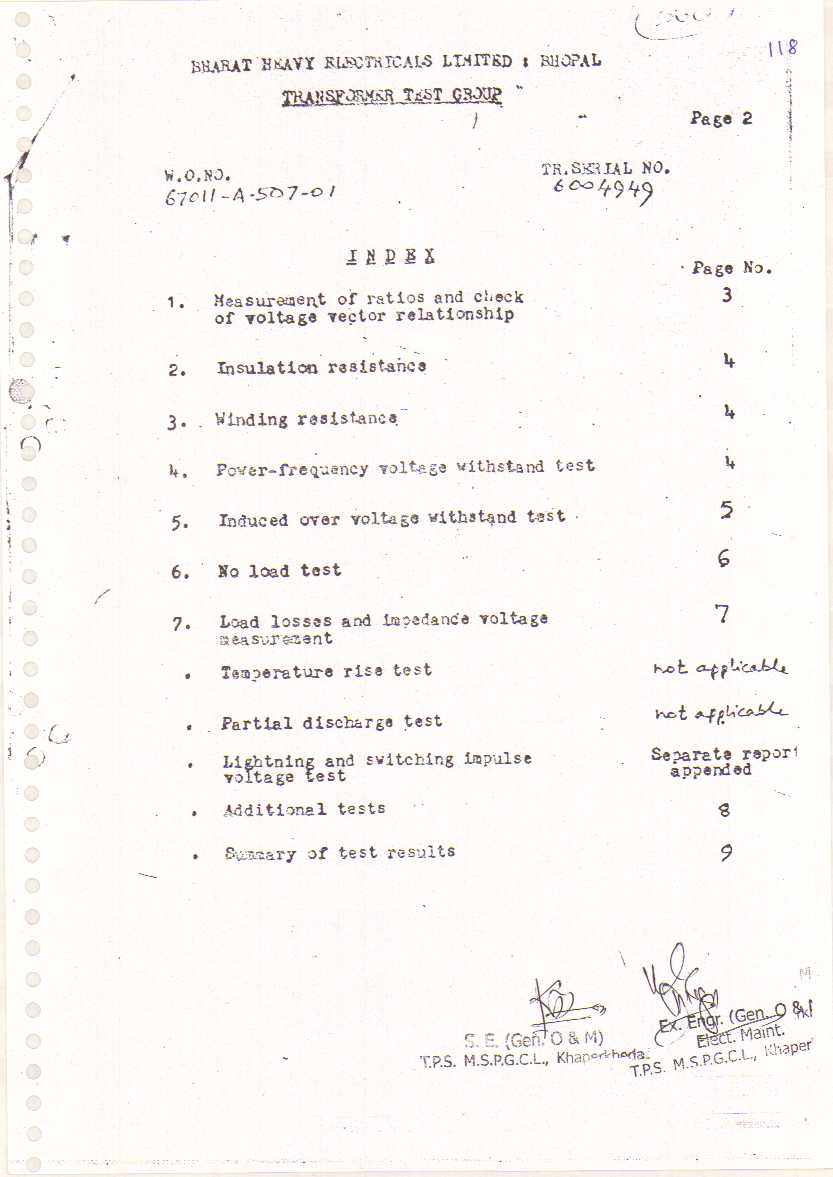 118
BHARAT HEAVY ELECTRICALS LIMITED : BHOPAL
TRANSFORMER TEST GROUP
Page 2
W.O.NO.
67011-A-507-01
TR.SERIAL NO.
6004949
INDEX
Page No.
1. Measurement of ratios and check 3
of voltage vector relationship
2. Insulation resistance 4
3. Winding resistance 4
4. Power-frequency voltage withstand test 4
5. Induced over voltage withstand test 5
6. No load test 6
7. Load losses and impedance voltage 7
measurement
. Temperature rise test not applicable
. Partial discharge test not applicable
. Lightning and switching impulse Separate report
voltage test appended
. Additional tests 8
. Summary of test results 9
S. E. (Gen. O & M)
T.P.S. M.S.P.G.C.L., Khaperkheda.
Ex. Engr. (Gen. O &
Elect. Maint.
T.P.S. M.S.P.G.C.L., Khaper